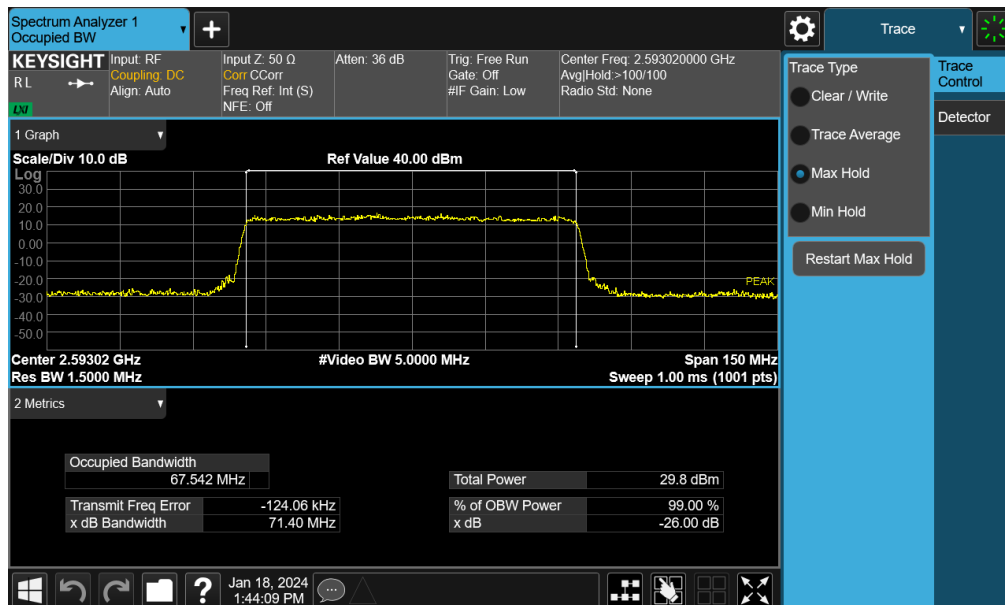 Spectrum Analyzer 1
Occupied BW
Trace
KEYSIGHT
R L
LXI
Input: RF
Coupling: DC
Align: Auto
Input Z: 50 Ω
Corr CCorr
Freq Ref: Int (S)
NFE: Off
Atten: 36 dB
Trig: Free Run
Gate: Off
#IF Gain: Low
Center Freq: 2.593020000 GHz
Avg|Hold:>100/100
Radio Std: None
Trace Type
Clear / Write
Trace Average
Max Hold
Min Hold
Restart Max Hold
Trace
Control
Detector
1 Graph
Scale/Div 10.0 dB
Ref Value 40.00 dBm
Log
30.0
20.0
10.0
0.00
-10.0
-20.0
-30.0
-40.0
-50.0
PEAK
Center 2.59302 GHz
#Video BW 5.0000 MHz
Span 150 MHz
Res BW 1.5000 MHz
Sweep 1.00 ms (1001 pts)
2 Metrics
Occupied Bandwidth
67.542 MHz
Total Power 29.8 dBm
Transmit Freq Error -124.06 kHz
% of OBW Power 99.00 %
x dB Bandwidth 71.40 MHz
x dB -26.00 dB
?
Jan 18, 2024
1:44:09 PM